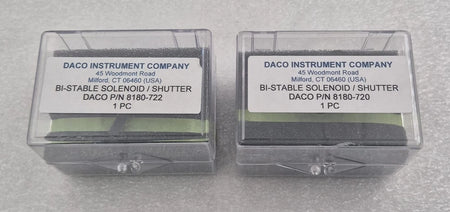 DACO INSTRUMENT COMPANY
45 Woodmont Road
Milford, CT 06460 (USA)
BI-STABLE SOLENOID / SHUTTER
DACO P/N 8180-722
1 PC
DACO INSTRUMENT COMPANY
45 Woodmont Road
Milford, CT 06460 (USA)
BI-STABLE SOLENOID / SHUTTER
DACO P/N 8180-720
1 PC